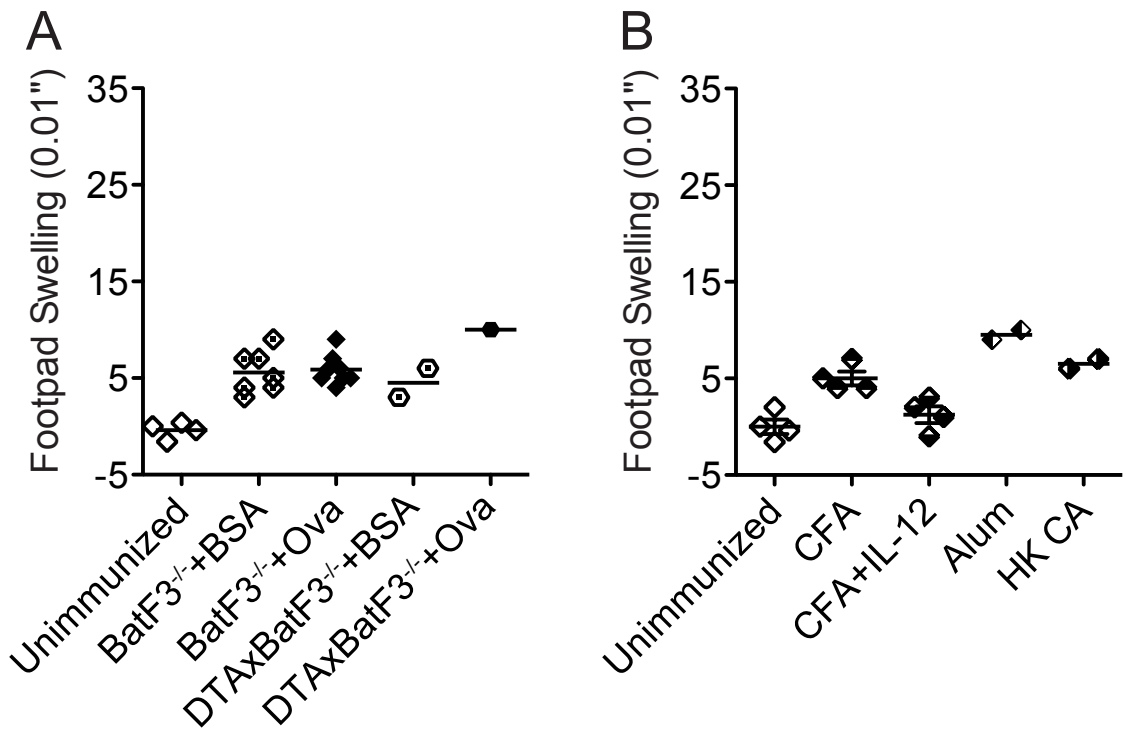 A
Footpad Swelling (0.01")
35
25
15
5
-5
Unimmunized
BatF3-/-+BSA
BatF3-/-+Ova
DTAxBatF3-/-+BSA
DTAxBatF3-/-+Ova
B
Footpad Swelling (0.01")
35
25
15
5
-5
Unimmunized
CFA
CFA+IL-12
Alum
HK CA